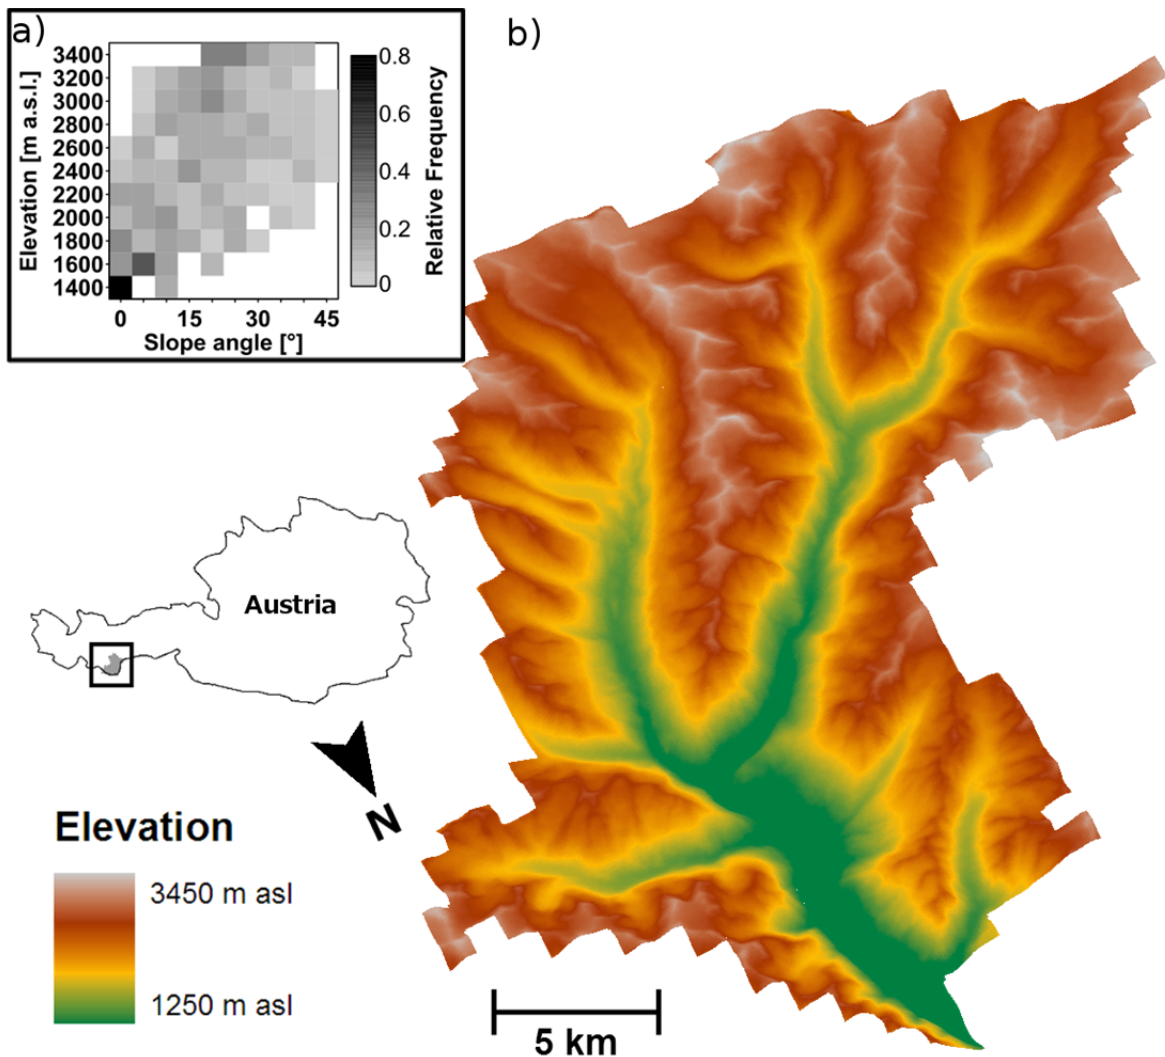 a)
b)
Elevation [m a.s.l.]
3400
3200
3000
2800
2600
2400
2200
2000
1800
1600
1400
0 15 30 45
Slope angle [°]
0.8
0.6
0.4
0.2
0
Relative Frequency
Austria
N
Elevation
3450 m asl
1250 m asl
5 km